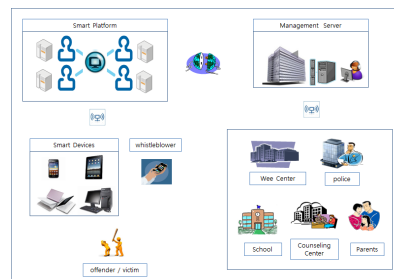 Smart Platform
Management Server
Smart Devices
whistleblower
Wee Center
police
School
Counseling
Center
Parents
offender / victim